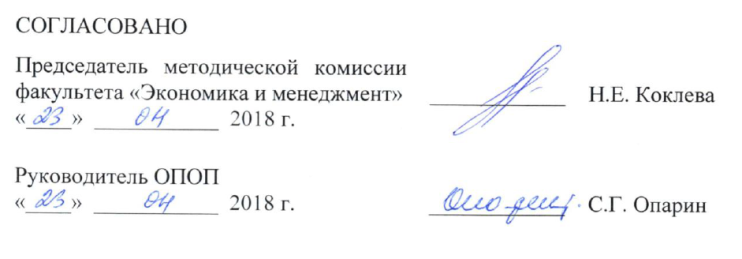 СОГЛАСОВАНО
Председатель методической комиссии
факультета «Экономика и менеджмент» Н.Е. Коклева
«23» 04 2018 г.
Руководитель ОПОП
«23» 04 2018 г. С.Г. Опарин